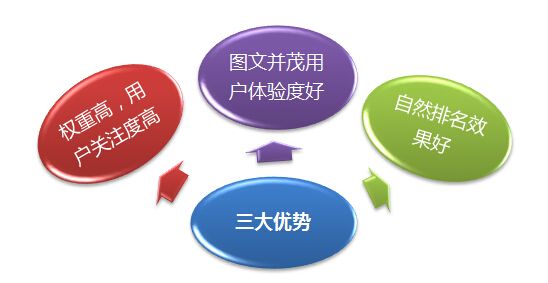 权重高，用
户关注度高
图文并茂用
户体验度好
自然排名效
果好
三大优势